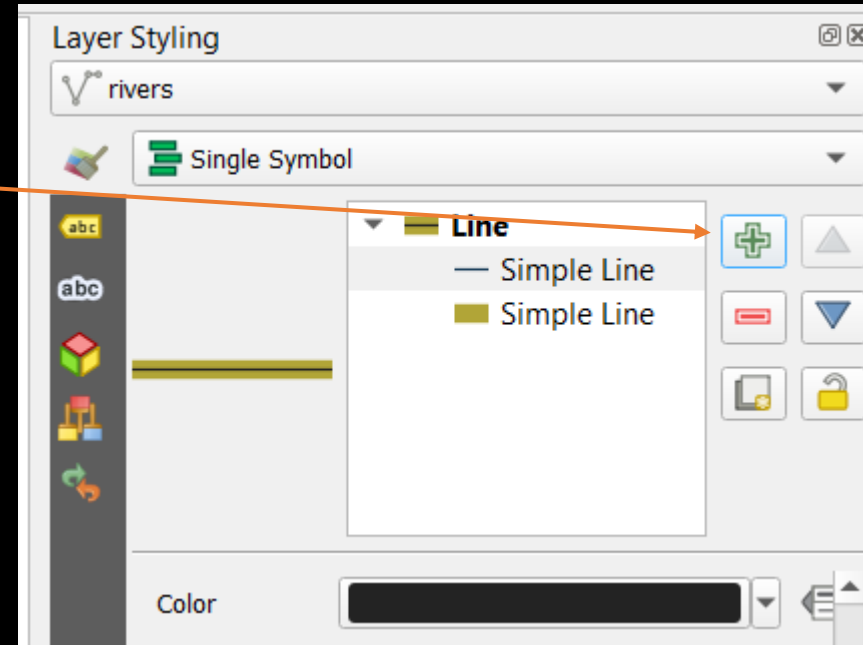 Layer Styling
rivers
Single Symbol
abc
Line
abc
Simple Line
Simple Line
Color